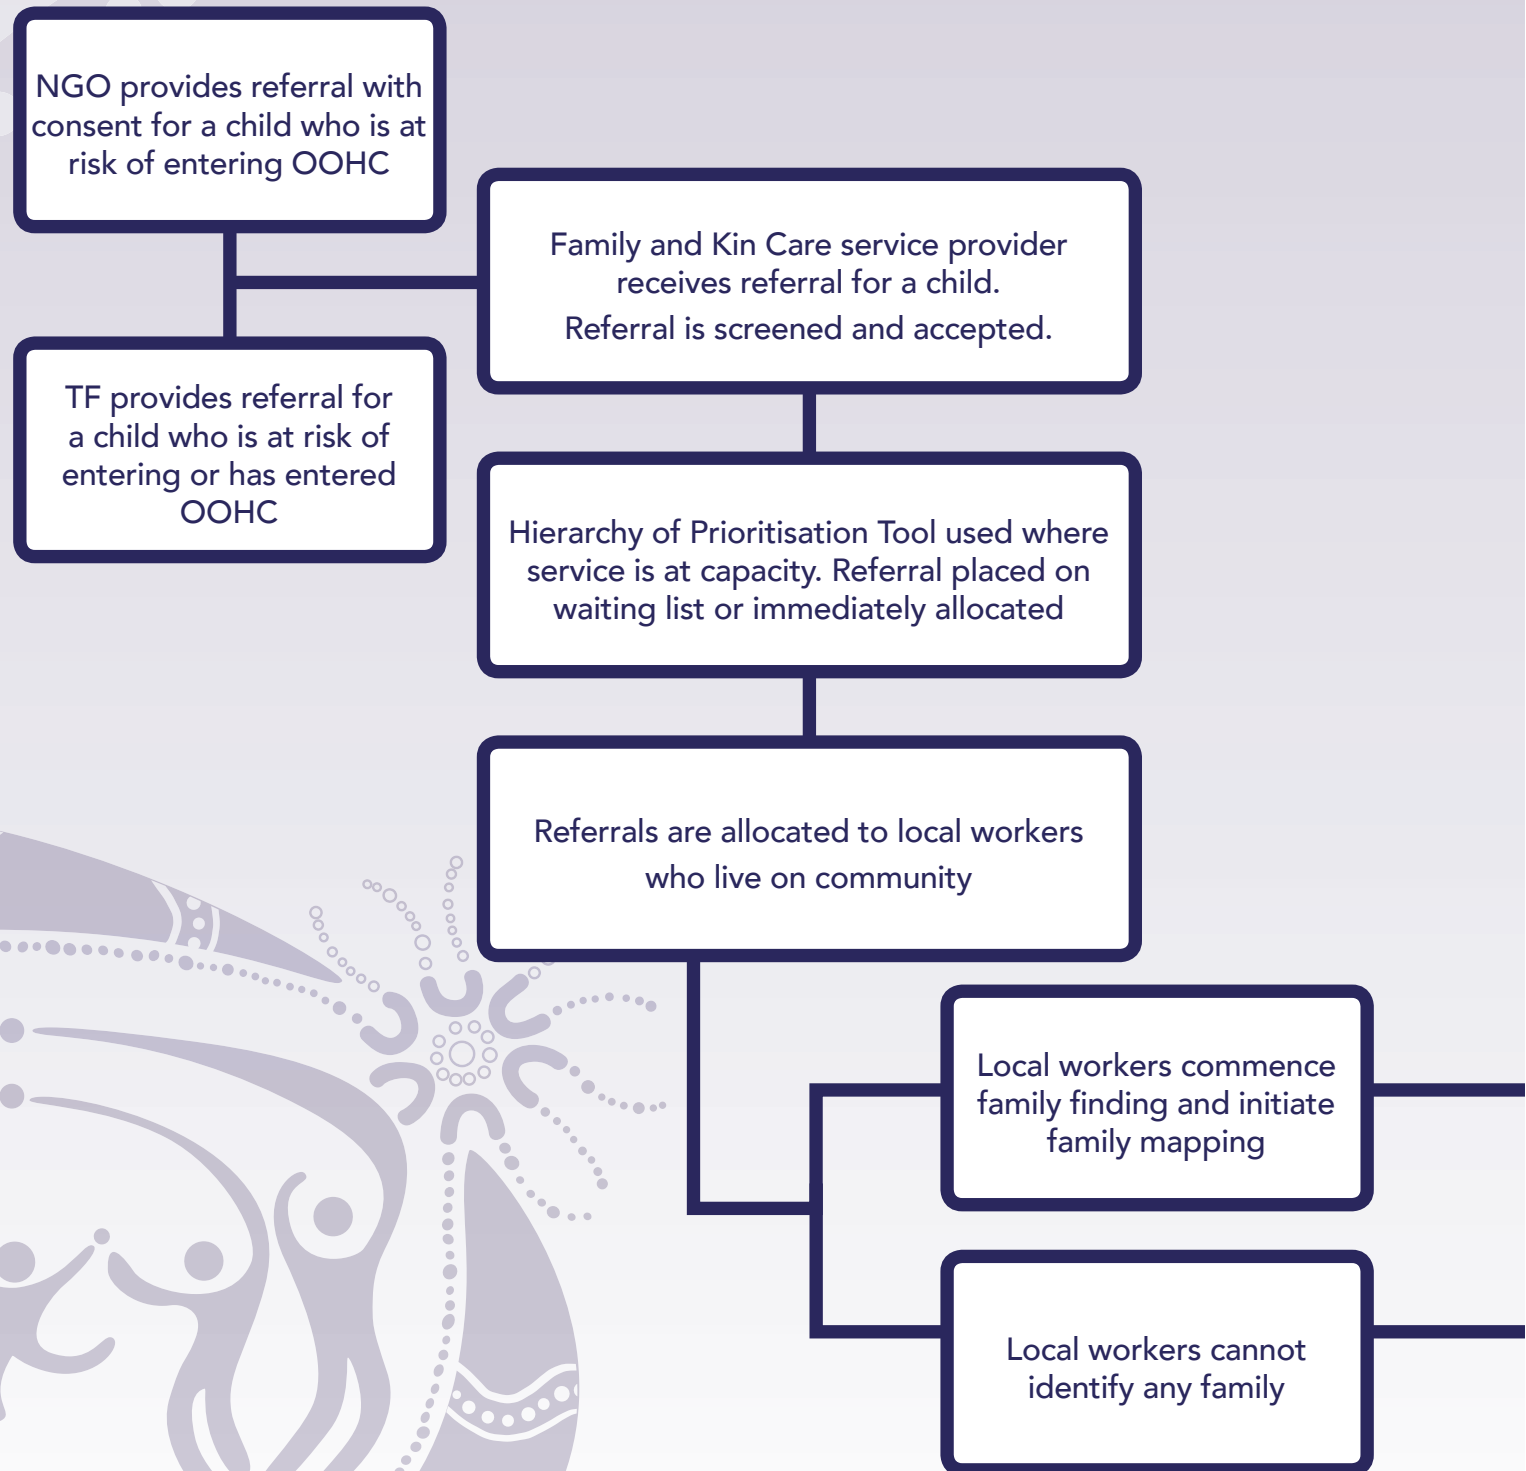 NGO provides referral with
consent for a child who is at
risk of entering OOHC
TF provides referral for
a child who is at risk of
entering or has entered
OOHC
Family and Kin Care service provider
receives referral for a child.
Referral is screened and accepted.
Hierarchy of Prioritisation Tool used where
service is at capacity. Referral placed on
waiting list or immediately allocated
Referrals are allocated to local workers
who live on community
Local workers commence
family finding and initiate
family mapping
Local workers cannot
identify any family